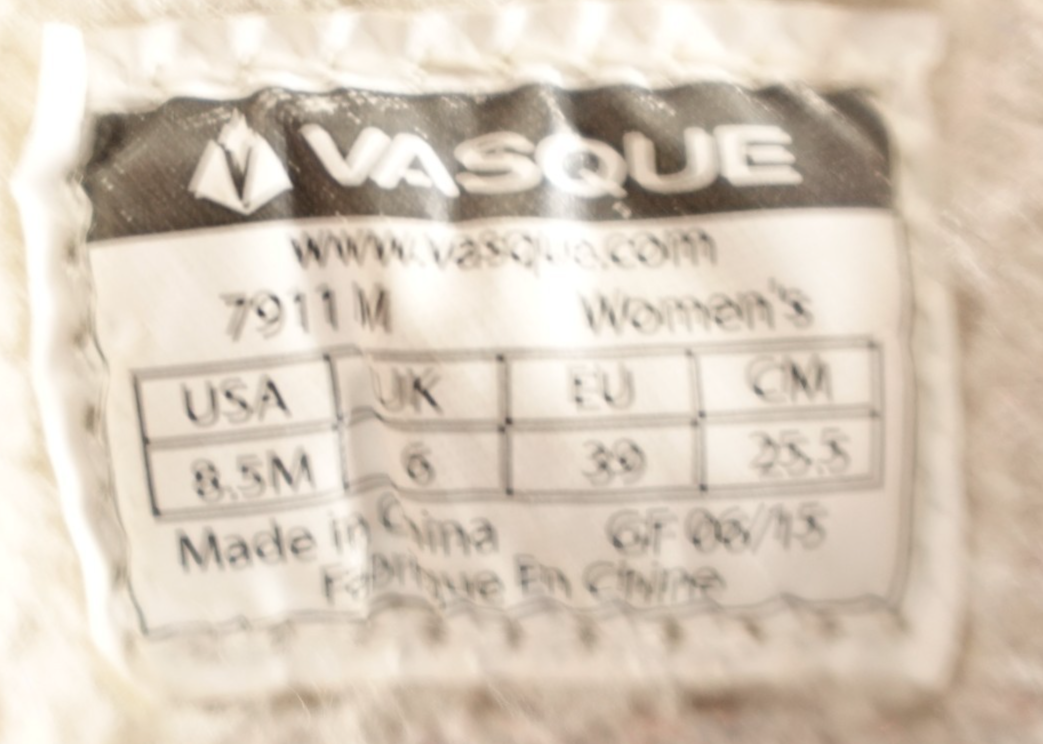 VASQUE
www.vasque.com
7911 M Women's
USA UK EU CM
8.5M 6 39 25.5
Made in China GF 06/15
Fabrique En Chine